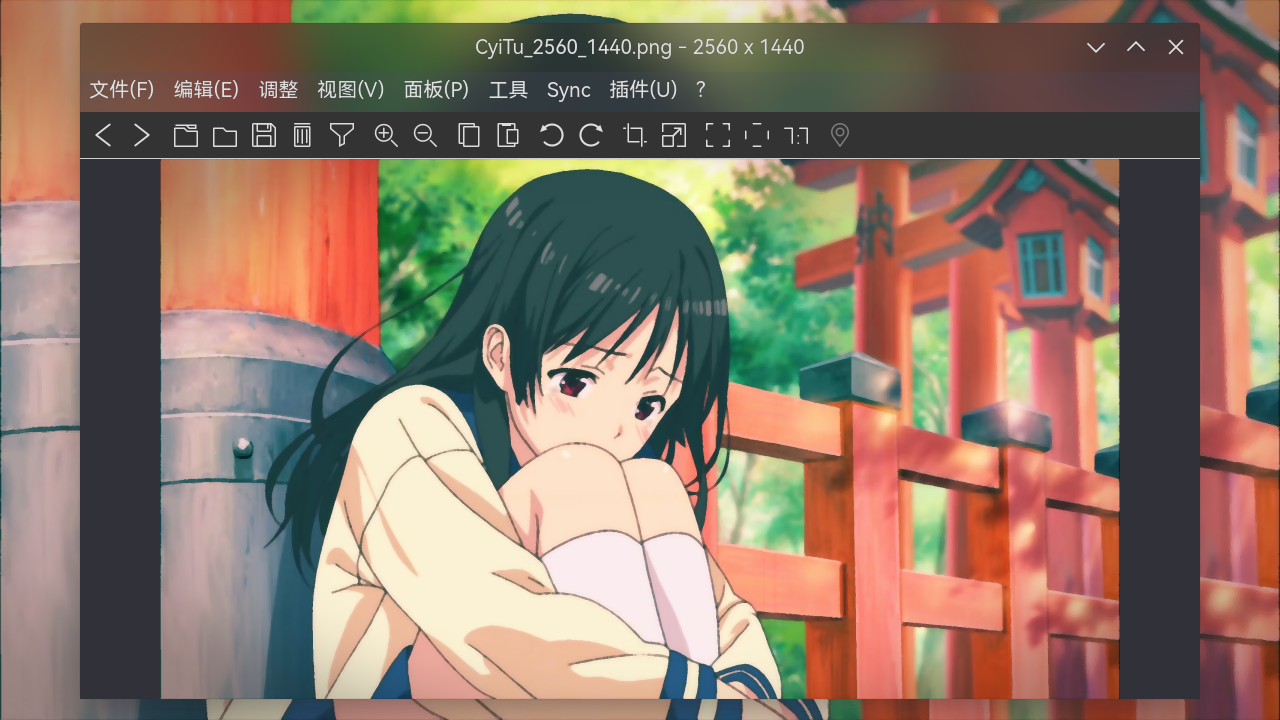 CyiTu_2560_1440.png - 2560 x 1440
文件(F) 编辑(E) 调整 视图(V) 面板(P) 工具 Sync 插件(U) ?
1:1
納